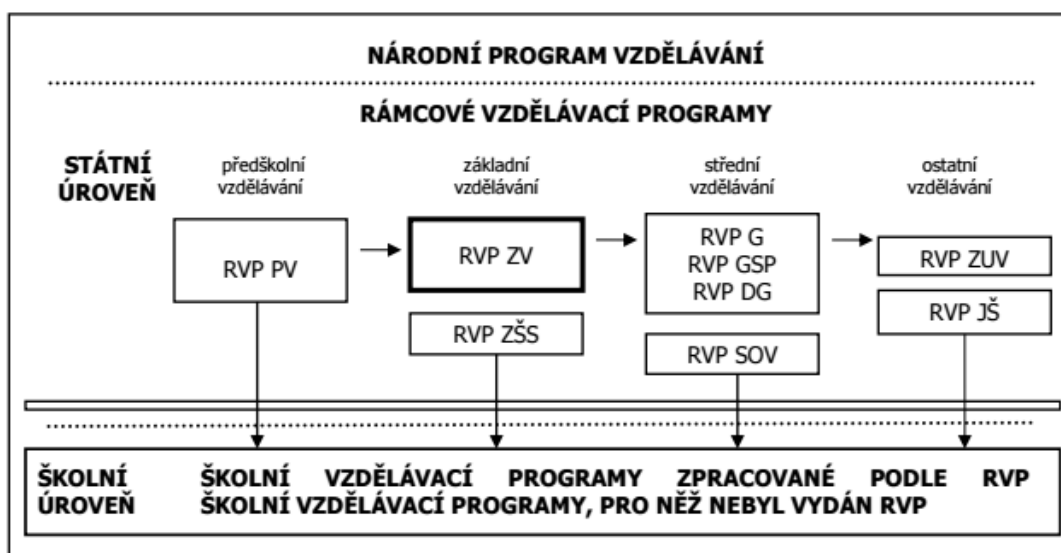 NÁRODNÍ PROGRAM VZDĚLÁVÁNÍ
RÁMCOVÉ VZDĚLÁVACÍ PROGRAMY
STÁTNÍ
ÚROVEŇ
předškolní
vzdělávání
základní
vzdělávání
střední
vzdělávání
ostatní
vzdělávání
RVP PV
RVP ZV
RVP G
RVP GSP
RVP DG
RVP ZUV
RVP ZŠS
RVP SOV
RVP JŠ
ŠKOLNÍ ŠKOLNÍ VZDĚLÁVACÍ PROGRAMY ZPRACOVANÉ PODLE RVP
ÚROVEŇ ŠKOLNÍ VZDĚLÁVACÍ PROGRAMY, PRO NĚŽ NEBYL VYDÁN RVP